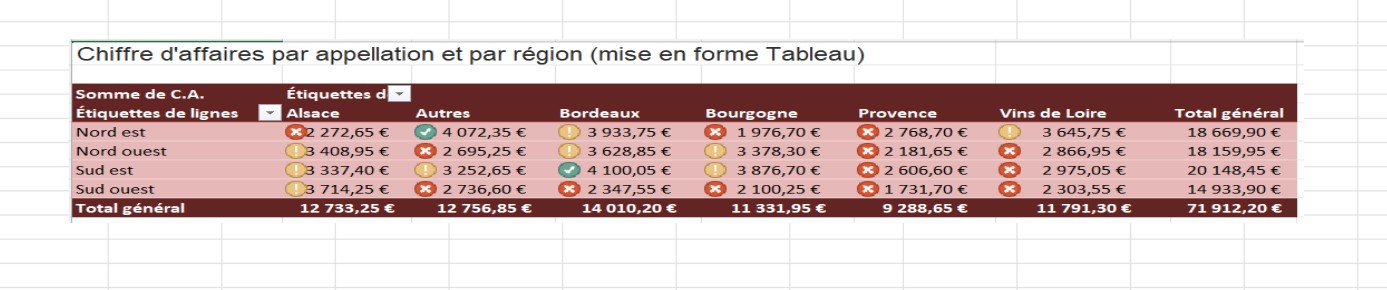 Chiffre d'affaires par appellation et par région (mise en forme Tableau)
Somme de C.A. Étiquettes d
Étiquettes de lignes Alsace Autres Bordeaux Bourgogne Provence Vins de Loire Total général
Nord est 2 272,65 € 4 072,35 € 3 933,75 € 1 976,70 € 2 768,70 € 3 645,75 € 18 669,90 €
Nord ouest 3 408,95 € 2 695,25 € 3 628,85 € 3 378,30 € 2 181,65 € 2 866,95 € 18 159,95 €
Sud est 3 337,40 € 3 252,65 € 4 100,05 € 3 876,70 € 2 606,60 € 2 975,05 € 20 148,45 €
Sud ouest 3 714,25 € 2 736,60 € 2 347,55 € 2 100,25 € 1 731,70 € 2 303,55 € 14 933,90 €
Total général 12 733,25 € 12 756,85 € 14 010,20 € 11 331,95 € 9 288,65 € 11 791,30 € 71 912,20 €